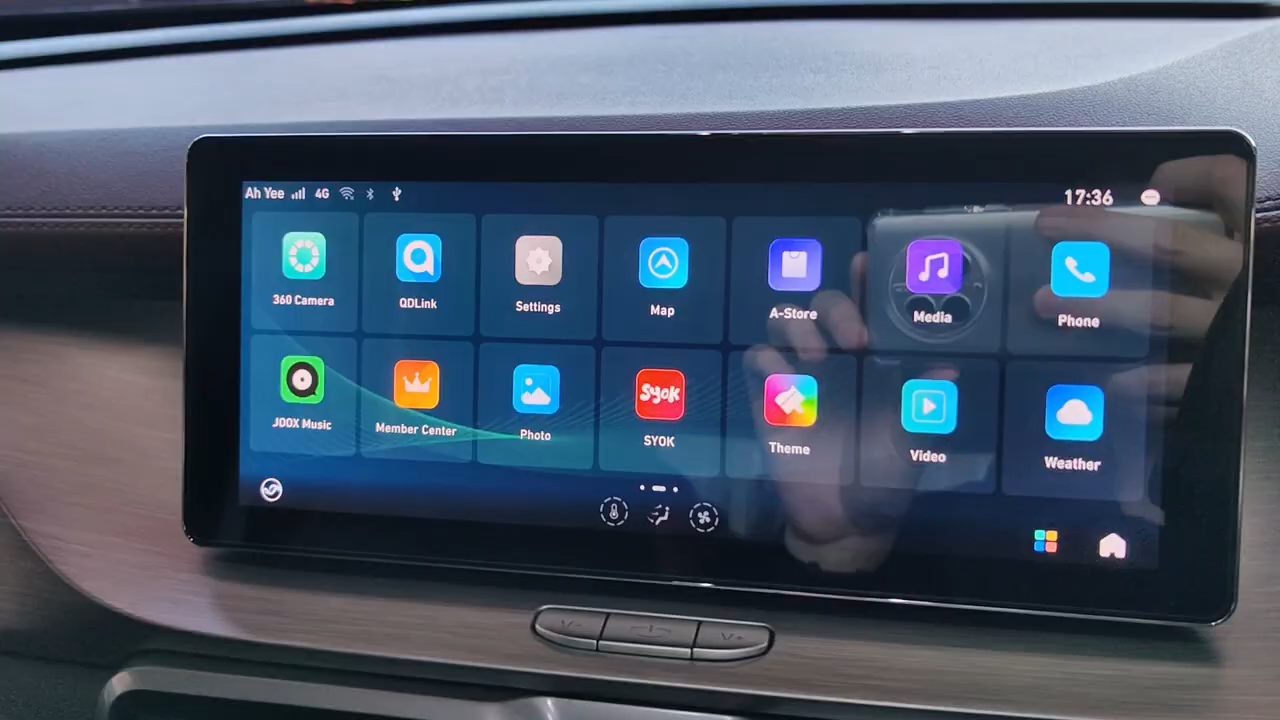 Ah Yee 4G 17:36
360 Camera QDLink Settings Map A-Store Media Phone
JOOX Music Member Center Photo SYOK SYOK Theme Video Weather
V- V+